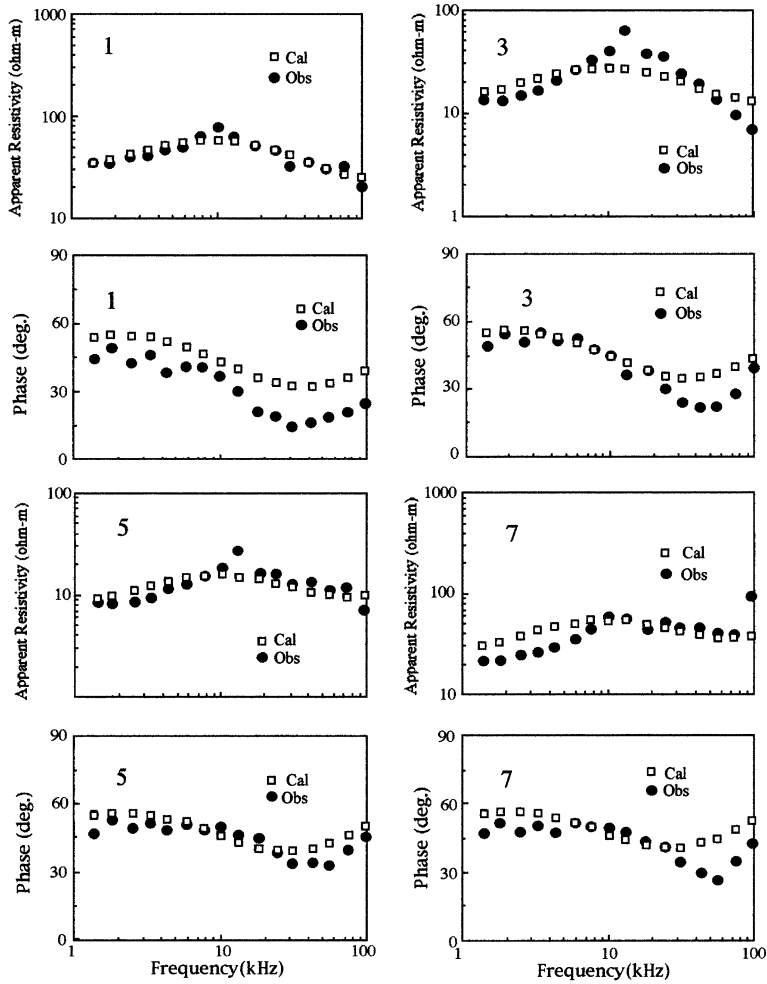 Apparent Resistivity (ohm-m)
1000
100
10
1
Cal
Obs
Apparent Resistivity (ohm-m)
100
10
1
3
Cal
Obs
Phase (deg.)
90
60
30
0
1
Cal
Obs
Phase (deg.)
90
60
30
0
3
Cal
Obs
Apparent Resistivity (ohm-m)
100
10
5
Cal
Obs
Apparent Resistivity (ohm-m)
1000
100
10
7
Cal
Obs
Phase (deg.)
90
60
30
0
5
Cal
Obs
1 10 100
Frequency(kHz)
Phase (deg.)
90
60
30
0
7
Cal
Obs
1 10 100
Frequency(kHz)